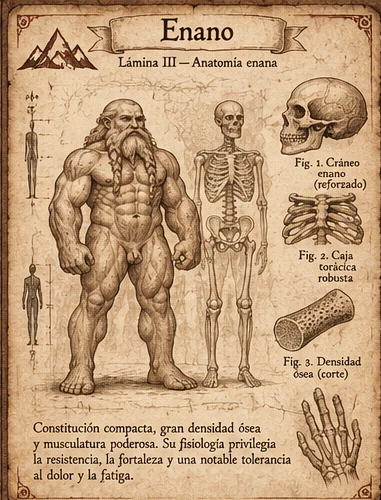 Enano
Lámina III — Anatomía enana
Fig. 1. Cráneo
enano
(reforzado)
Fig. 2. Caja
torácica
robusta
Fig. 3. Densidad
ósea (corte)
Constitución compacta, gran densidad ósea
y musculatura poderosa. Su fisiología privilegia
la resistencia, la fortaleza y una notable tolerancia
al dolor y la fatiga.